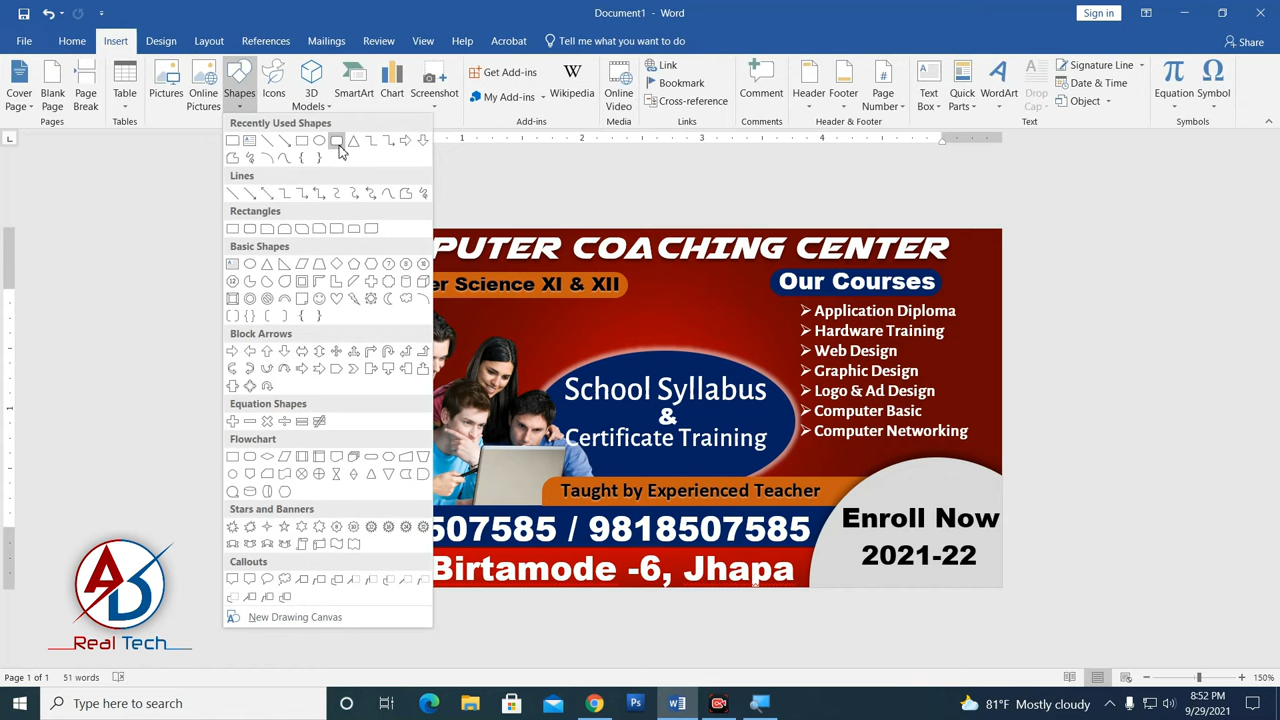 Document1 - Word
Sign in
File Home Insert Design Layout References Mailings Review View Help Acrobat Tell me what you want to do
Share
Cover Page
Blank Page
Page Break
Table
Pictures
Online Pictures
Shapes
Icons
3D Models
SmartArt
Chart
Screenshot
Get Add-ins
My Add-ins
Wikipedia
Online Video
Link
Bookmark
Cross-reference
Comment
Header
Footer
Page Number
Text Box
Quick Parts
WordArt
Drop Cap
Signature Line
Date & Time
Object
Equation
Symbol
Pages Tables Add-ins Media Links Comments Header & Footer Text Symbols
Recently Used Shapes
Lines
Rectangles
Basic Shapes
Block Arrows
Equation Shapes
Flowchart
Stars and Banners
Callouts
New Drawing Canvas
1 2 3 4 5 6
PUTER COACHING CENTER
er Science XI & XII
Our Courses
Application Diploma
Hardware Training
Web Design
Graphic Design
Logo & Ad Design
Computer Basic
Computer Networking
School Syllabus
&
Certificate Training
Taught by Experienced Teacher
507585 / 9818507585
Birtamode -6, Jhapa
Enroll Now
2021-22
AD
Real Tech
Page 1 of 1 51 words
150%
Type here to search
83°F Mostly cloudy
8:52 PM
9/29/2021